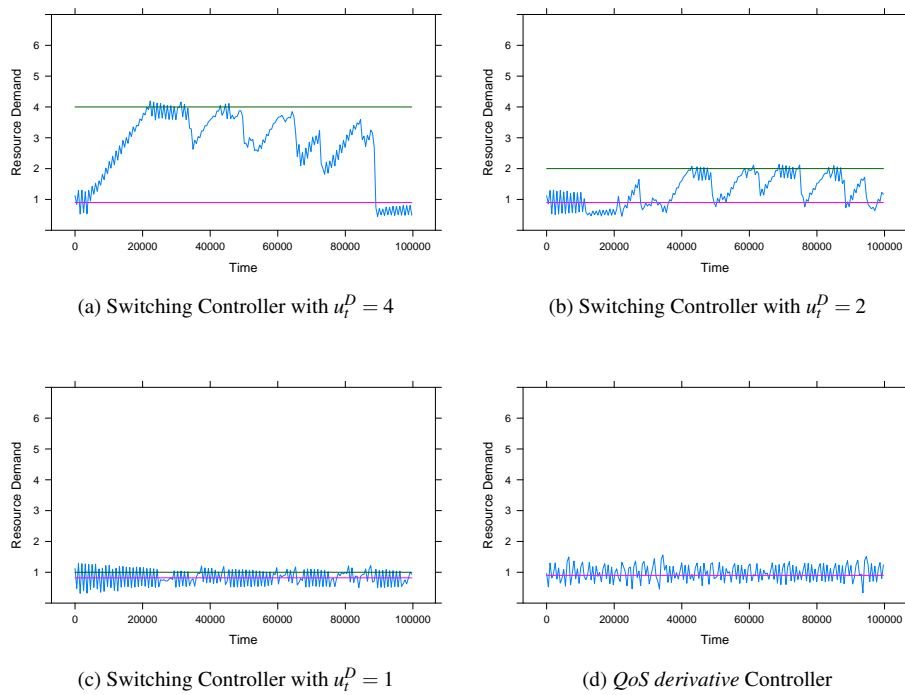 Resource Demand
7
6
5
4
3
2
1
0 20000 40000 60000 80000 100000
Time
(a) Switching Controller with u_t^D = 4
Resource Demand
7
6
5
4
3
2
1
0 20000 40000 60000 80000 100000
Time
(b) Switching Controller with u_t^D = 2
Resource Demand
7
6
5
4
3
2
1
0 20000 40000 60000 80000 100000
Time
(c) Switching Controller with u_t^D = 1
Resource Demand
7
6
5
4
3
2
1
0 20000 40000 60000 80000 100000
Time
(d) QoS derivative Controller